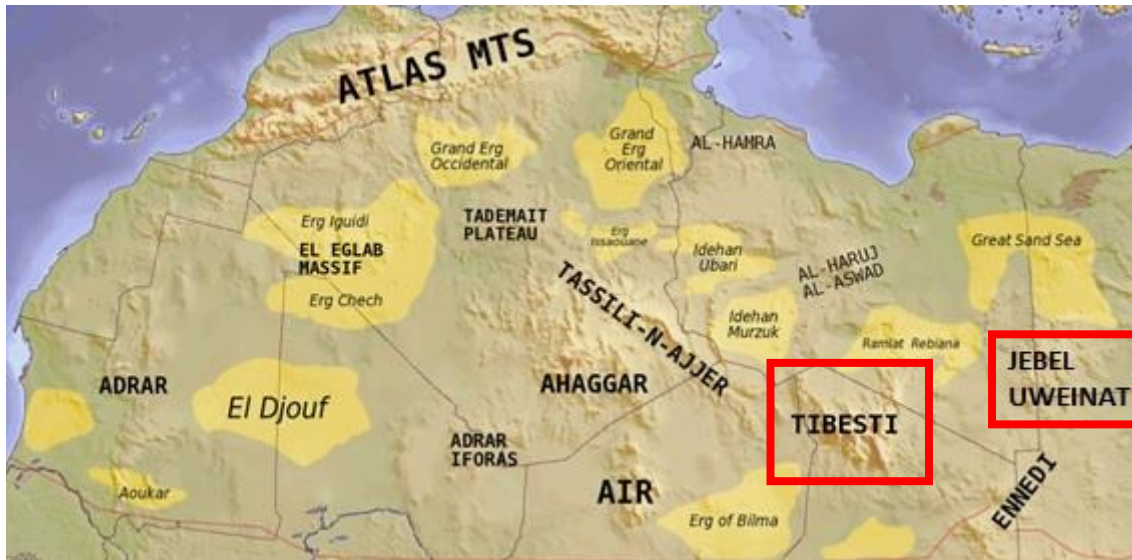 ATLAS MTS
Grand Erg
Occidental
Grand
Erg
Oriental
AL-HAMRA
Erg Iguidi
EL EGLAB
MASSIF
Erg Chech
TADEMAIT
PLATEAU
Erg
Issaouane
Idehan
Ubari
AL-HARUJ
AL-ASWAD
Great Sand Sea
TASSILI-N-AJJER
Idehan
Murzuk
Ramlat Rebiana
JEBEL
UWEINAT
ADRAR
El Djouf
AHAGGAR
TIBESTI
ADRAR
IFORAS
Aoukar
AIR
Erg of Bilma
ENNEDI